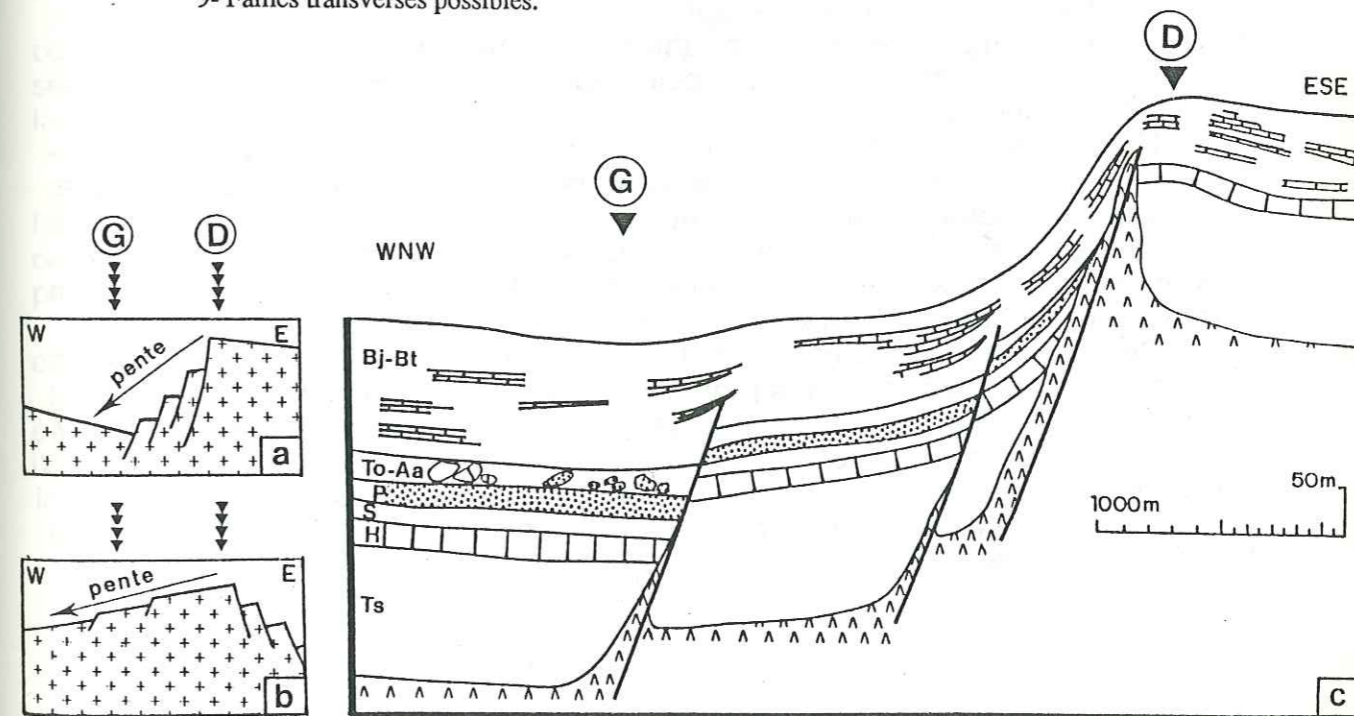 9- Failles transverses possibles.
D
ESE
G
WNW
G
D
W
E
pente
a
Bj-Bt
To-Aa
P
S
H
Ts
50m
1000m
W
E
pente
b
c